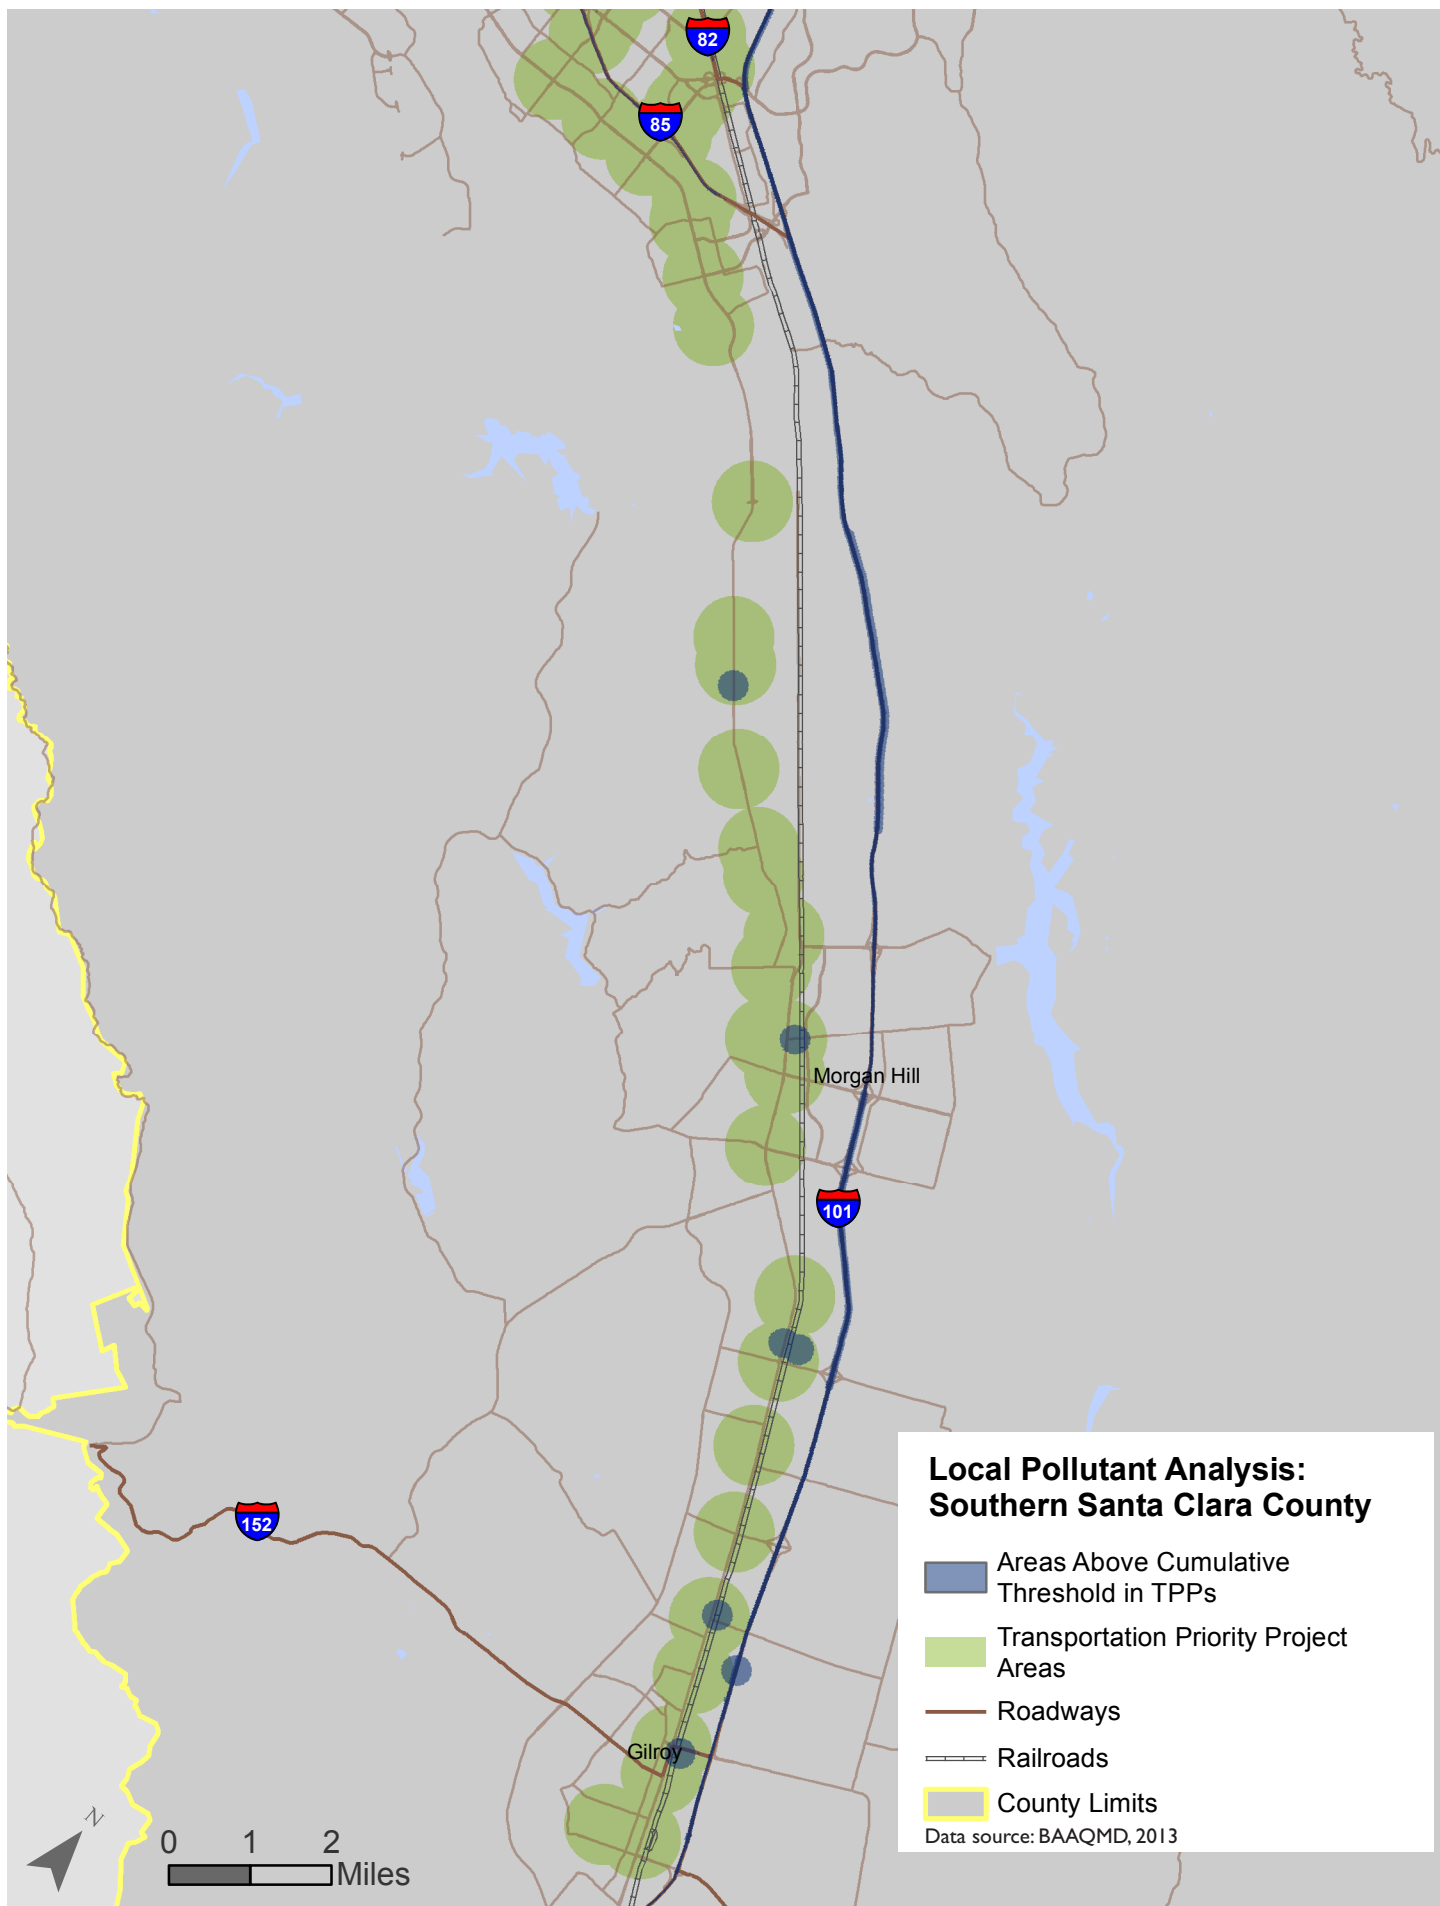 82
85
Morgan Hill
101
152
Gilroy
N
0 1 2
Miles
Local Pollutant Analysis:
Southern Santa Clara County
Areas Above Cumulative
Threshold in TPPs
Transportation Priority Project
Areas
Roadways
Railroads
County Limits
Data source: BAAQMD, 2013